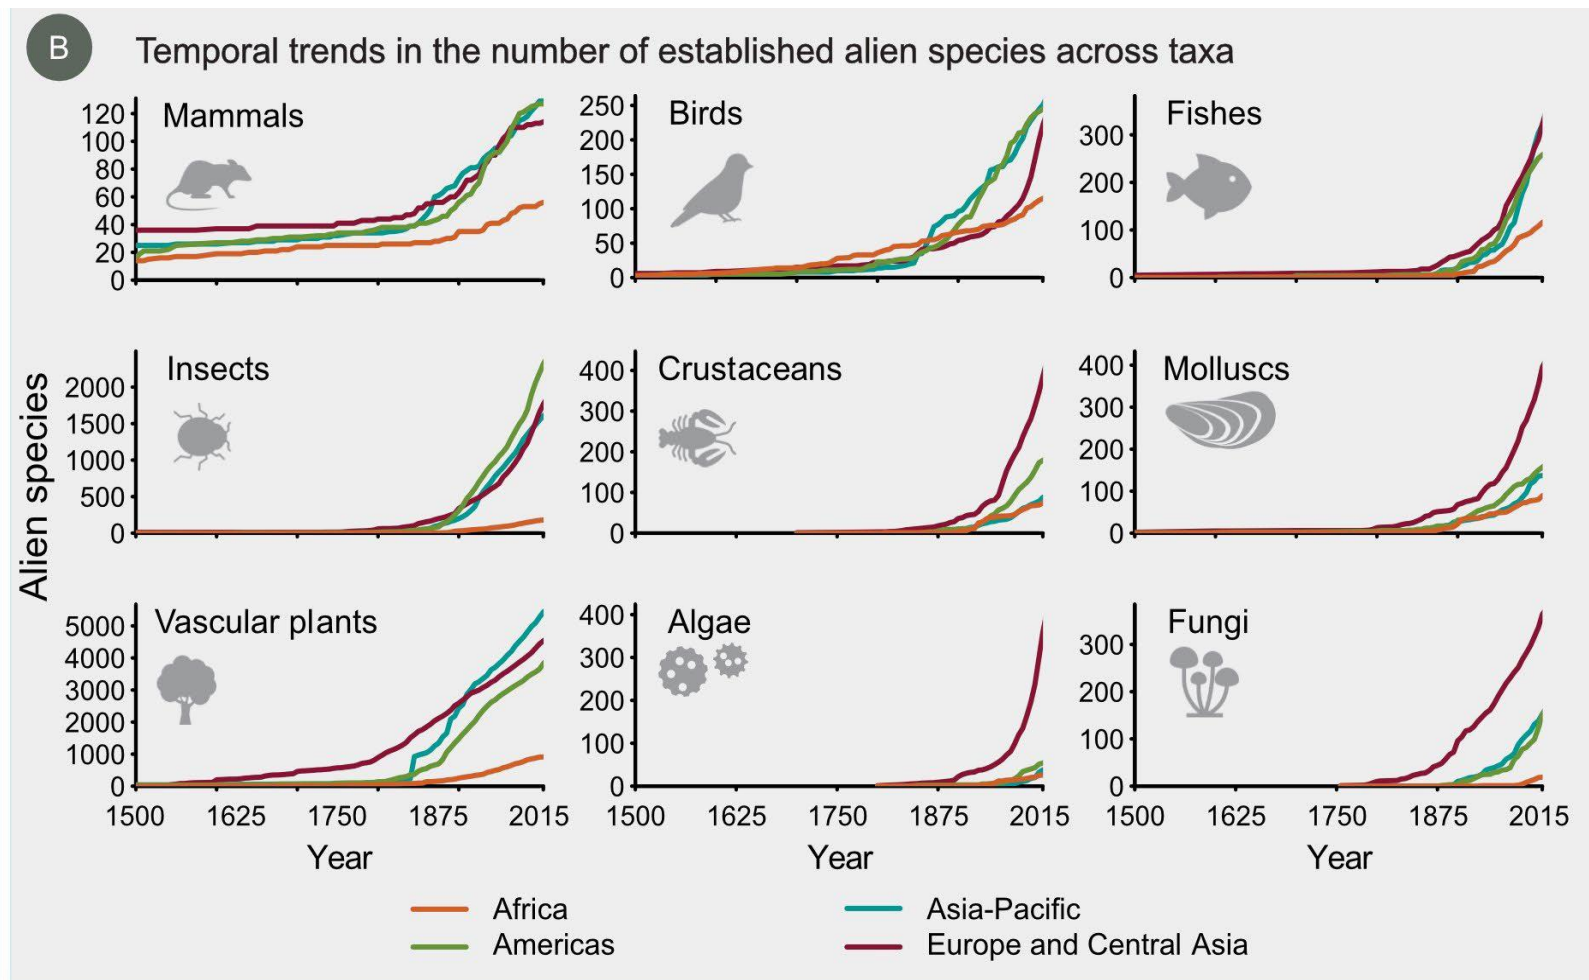 B
Temporal trends in the number of established alien species across taxa
Mammals
120
100
80
60
40
20
0
Birds
250
200
150
100
50
0
Fishes
300
200
100
0
Alien species
Insects
2000
1500
1000
500
0
Crustaceans
400
300
200
100
0
Molluscs
400
300
200
100
0
Vascular plants
5000
4000
3000
2000
1000
0
1500 1625 1750 1875 2015
Year
Algae
400
300
200
100
0
1500 1625 1750 1875 2015
Year
Fungi
300
200
100
0
1500 1625 1750 1875 2015
Year
Africa
Asia-Pacific
Americas
Europe and Central Asia